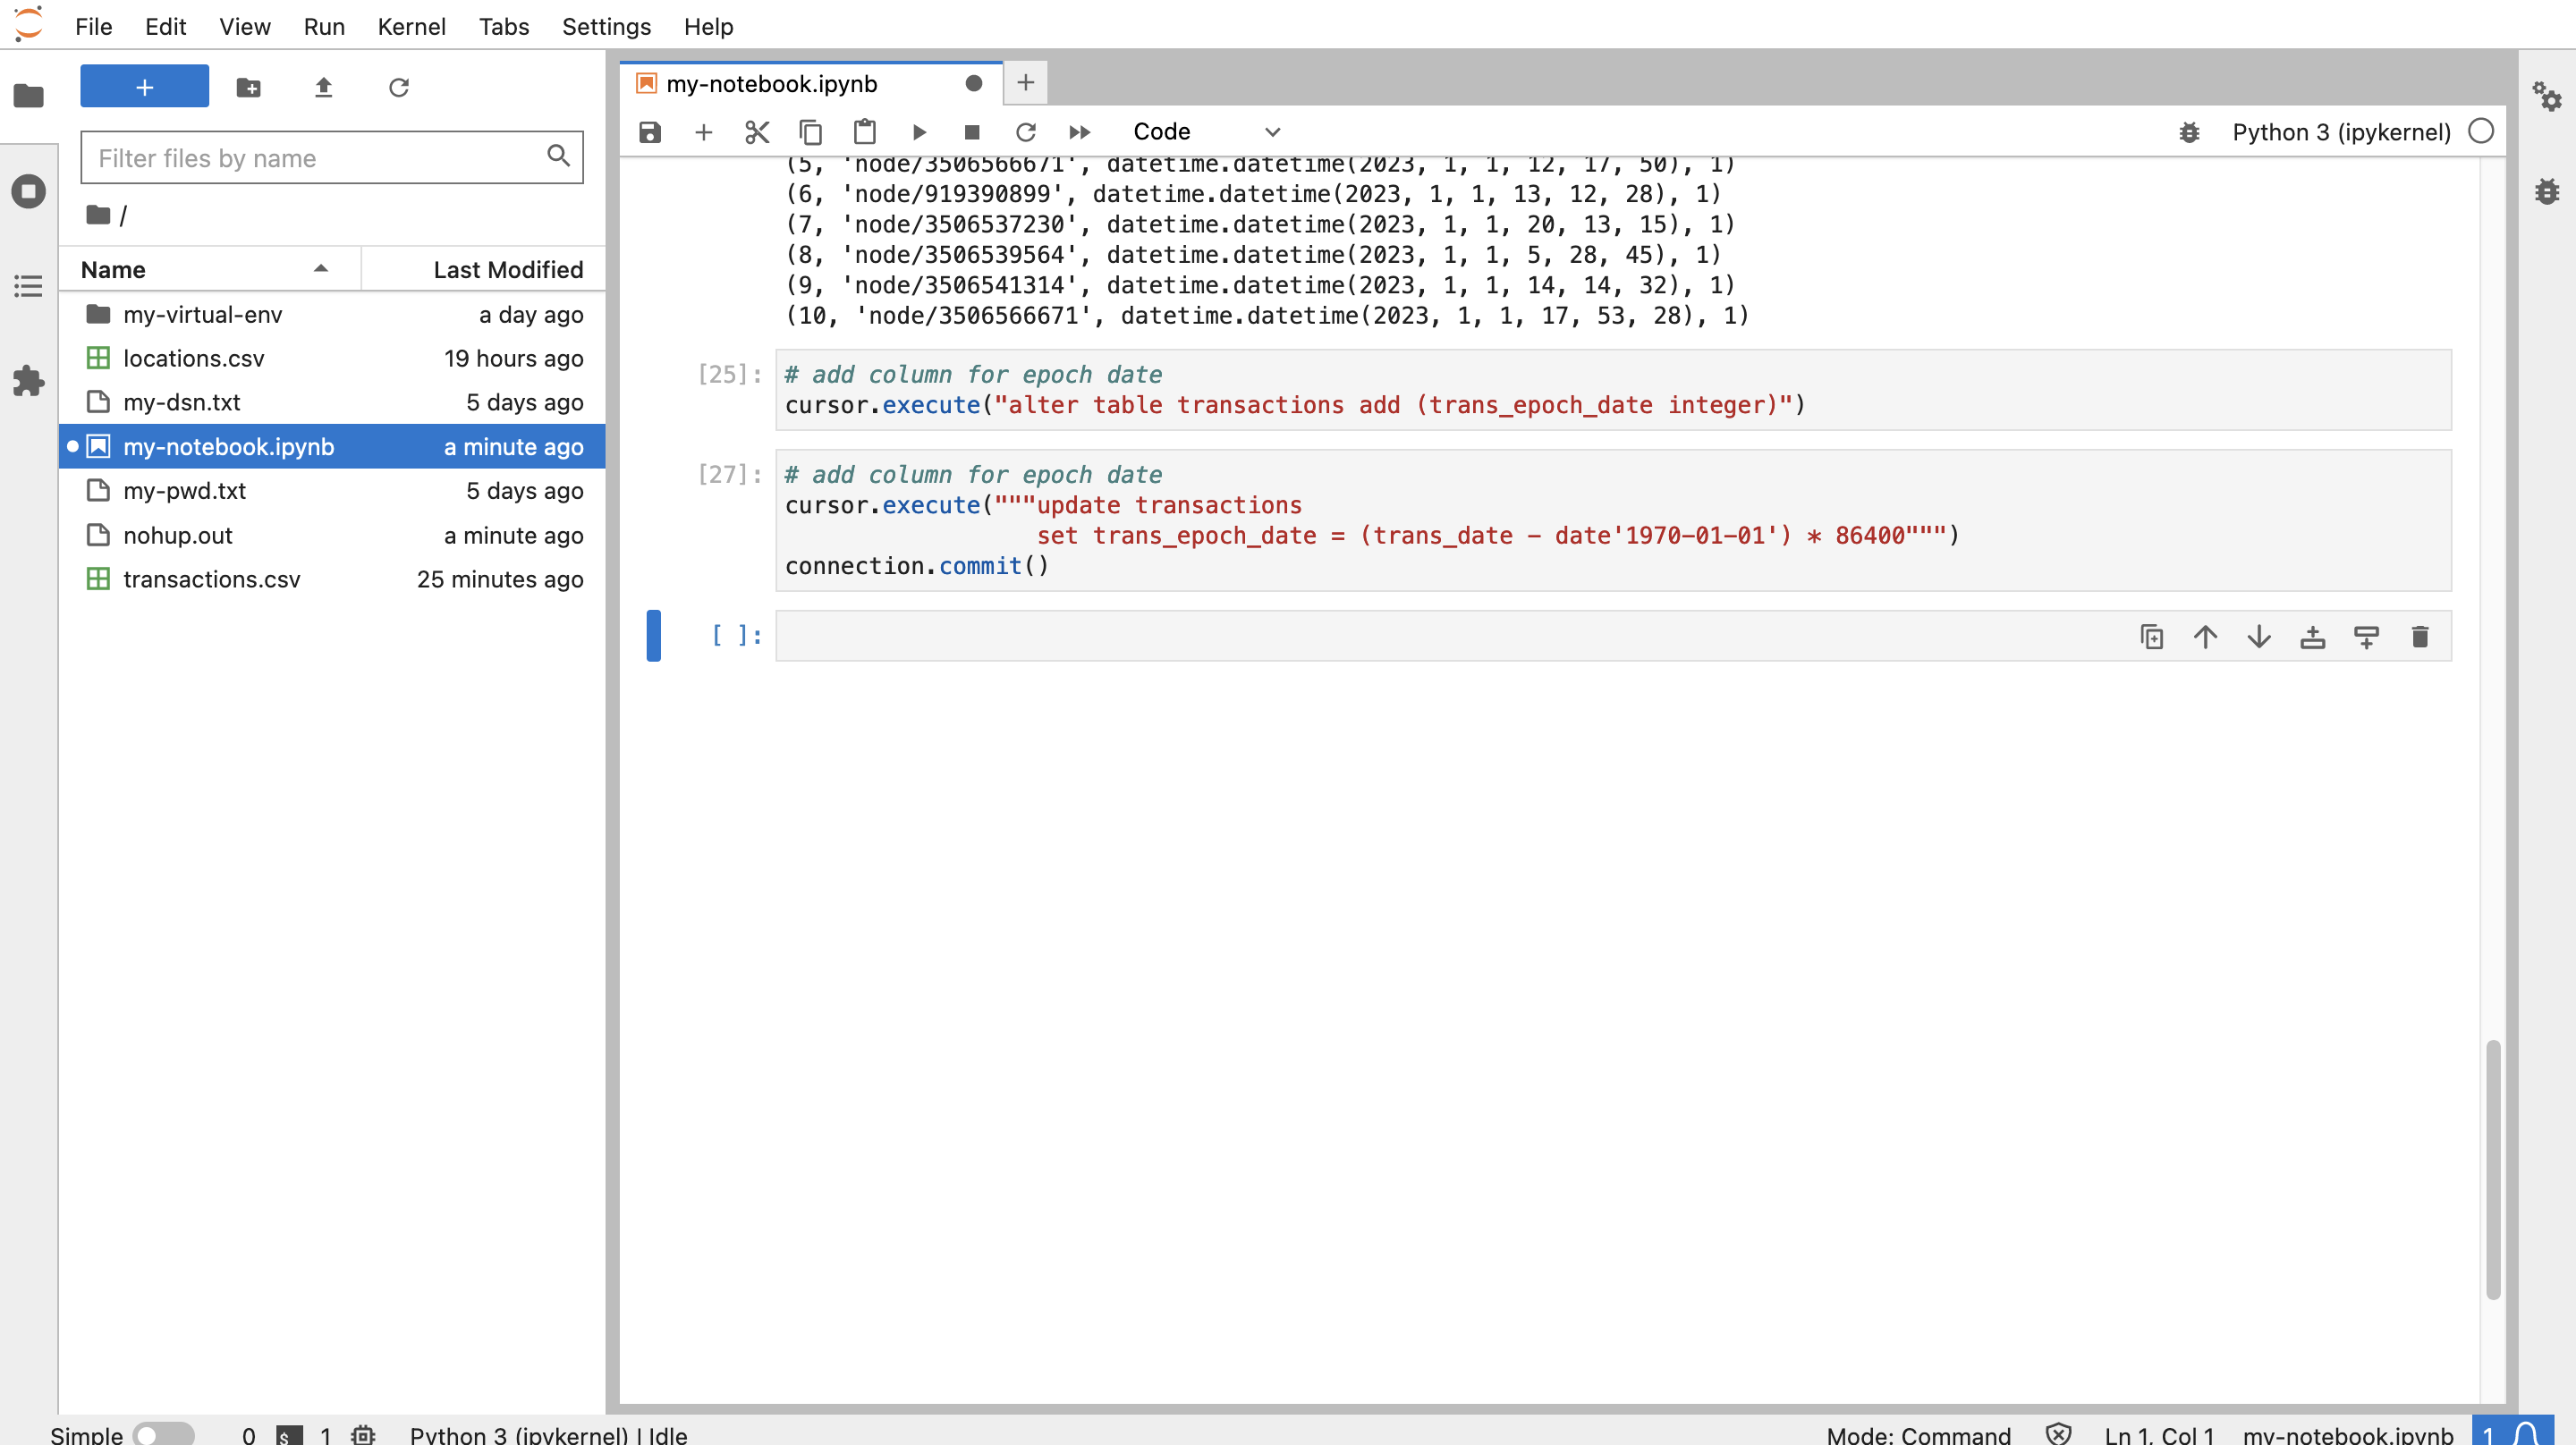 File Edit View Run Kernel Tabs Settings Help
+
Filter files by name
/
Name Last Modified
my-virtual-env a day ago
locations.csv 19 hours ago
my-dsn.txt 5 days ago
my-notebook.ipynb a minute ago
my-pwd.txt 5 days ago
nohup.out a minute ago
transactions.csv 25 minutes ago
my-notebook.ipynb
Code
Python 3 (ipykernel)
(5, 'node/3506566671', datetime.datetime(2023, 1, 1, 12, 17, 50), 1)
(6, 'node/919390899', datetime.datetime(2023, 1, 1, 13, 12, 28), 1)
(7, 'node/3506537230', datetime.datetime(2023, 1, 1, 20, 13, 15), 1)
(8, 'node/3506539564', datetime.datetime(2023, 1, 1, 5, 28, 45), 1)
(9, 'node/3506541314', datetime.datetime(2023, 1, 1, 14, 14, 32), 1)
(10, 'node/3506566671', datetime.datetime(2023, 1, 1, 17, 53, 28), 1)
[25]: # add column for epoch date
cursor.execute("alter table transactions add (trans_epoch_date integer)")
[27]: # add column for epoch date
cursor.execute("""update transactions
set trans_epoch_date = (trans_date - date'1970-01-01') * 86400""")
connection.commit()
[ ]:
Simple 0 $ 1 Python 3 (ipykernel) | Idle
Mode: Command Ln 1, Col 1 my-notebook.ipynb 1